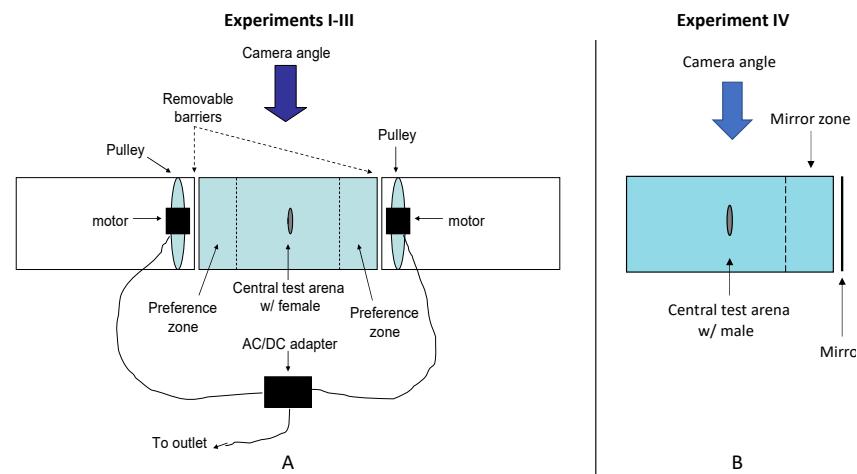 Experiments I-III
Camera angle
Removable
barriers
Pulley
Pulley
motor
motor
Preference
zone
Central test arena
w/ female
Preference
zone
AC/DC adapter
To outlet
A
Experiment IV
Camera angle
Mirror zone
Central test arena
w/ male
Mirror
B